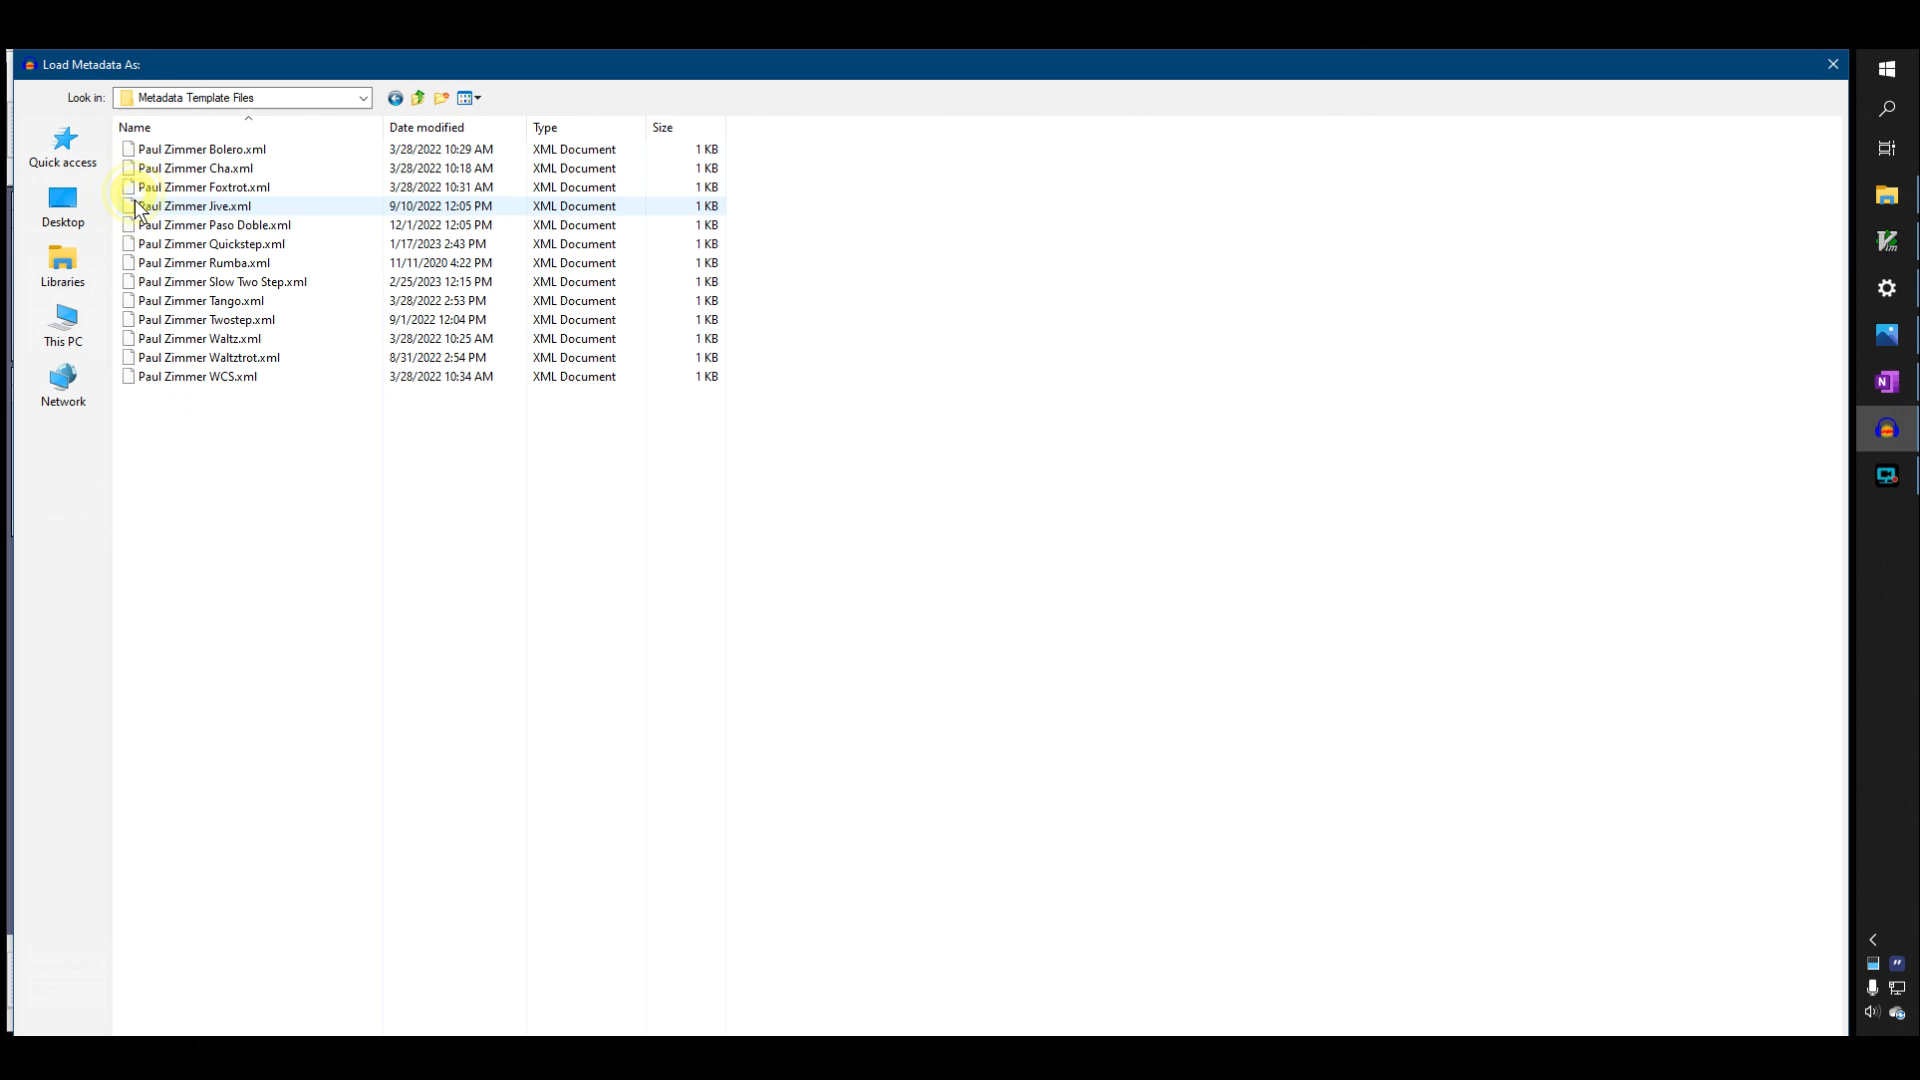 Load Metadata As:
Look in: Metadata Template Files
Name Date modified Type Size
Paul Zimmer Bolero.xml 3/28/2022 10:29 AM XML Document 1 KB
Paul Zimmer Cha.xml 3/28/2022 10:18 AM XML Document 1 KB
Paul Zimmer Foxtrot.xml 3/28/2022 10:31 AM XML Document 1 KB
Paul Zimmer Jive.xml 9/10/2022 12:05 PM XML Document 1 KB
Paul Zimmer Paso Doble.xml 12/1/2022 12:05 PM XML Document 1 KB
Paul Zimmer Quickstep.xml 1/17/2023 2:43 PM XML Document 1 KB
Paul Zimmer Rumba.xml 11/11/2020 4:22 PM XML Document 1 KB
Paul Zimmer Slow Two Step.xml 2/25/2023 12:15 PM XML Document 1 KB
Paul Zimmer Tango.xml 3/28/2022 2:53 PM XML Document 1 KB
Paul Zimmer Twostep.xml 9/1/2022 12:04 PM XML Document 1 KB
Paul Zimmer Waltz.xml 3/28/2022 10:25 AM XML Document 1 KB
Paul Zimmer Waltztrot.xml 8/31/2022 2:54 PM XML Document 1 KB
Paul Zimmer WCS.xml 3/28/2022 10:34 AM XML Document 1 KB
Quick access
Desktop
Libraries
This PC
Network